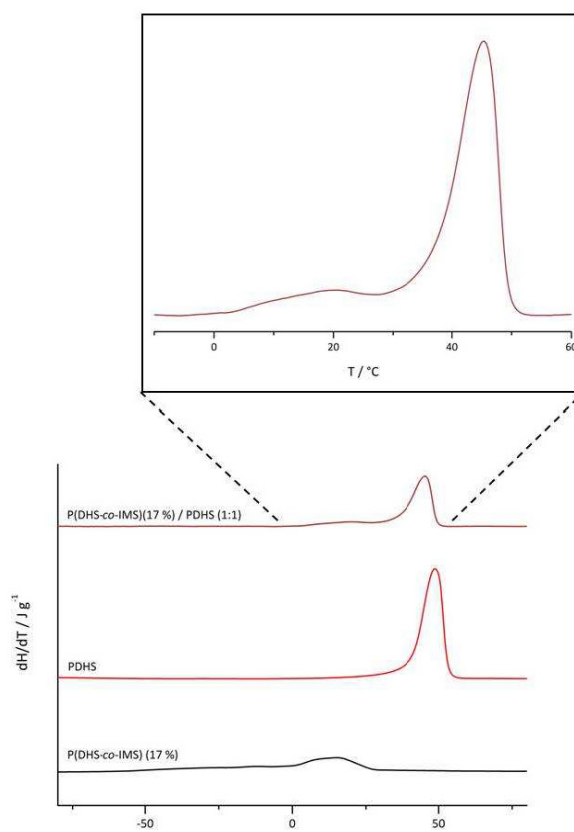 0 20 40 60
T / °C
P(DHS-co-IMS)(17 %) / PDHS (1:1)
PDHS
P(DHS-co-IMS) (17 %)
dH/dT / J g⁻¹
-50 0 50